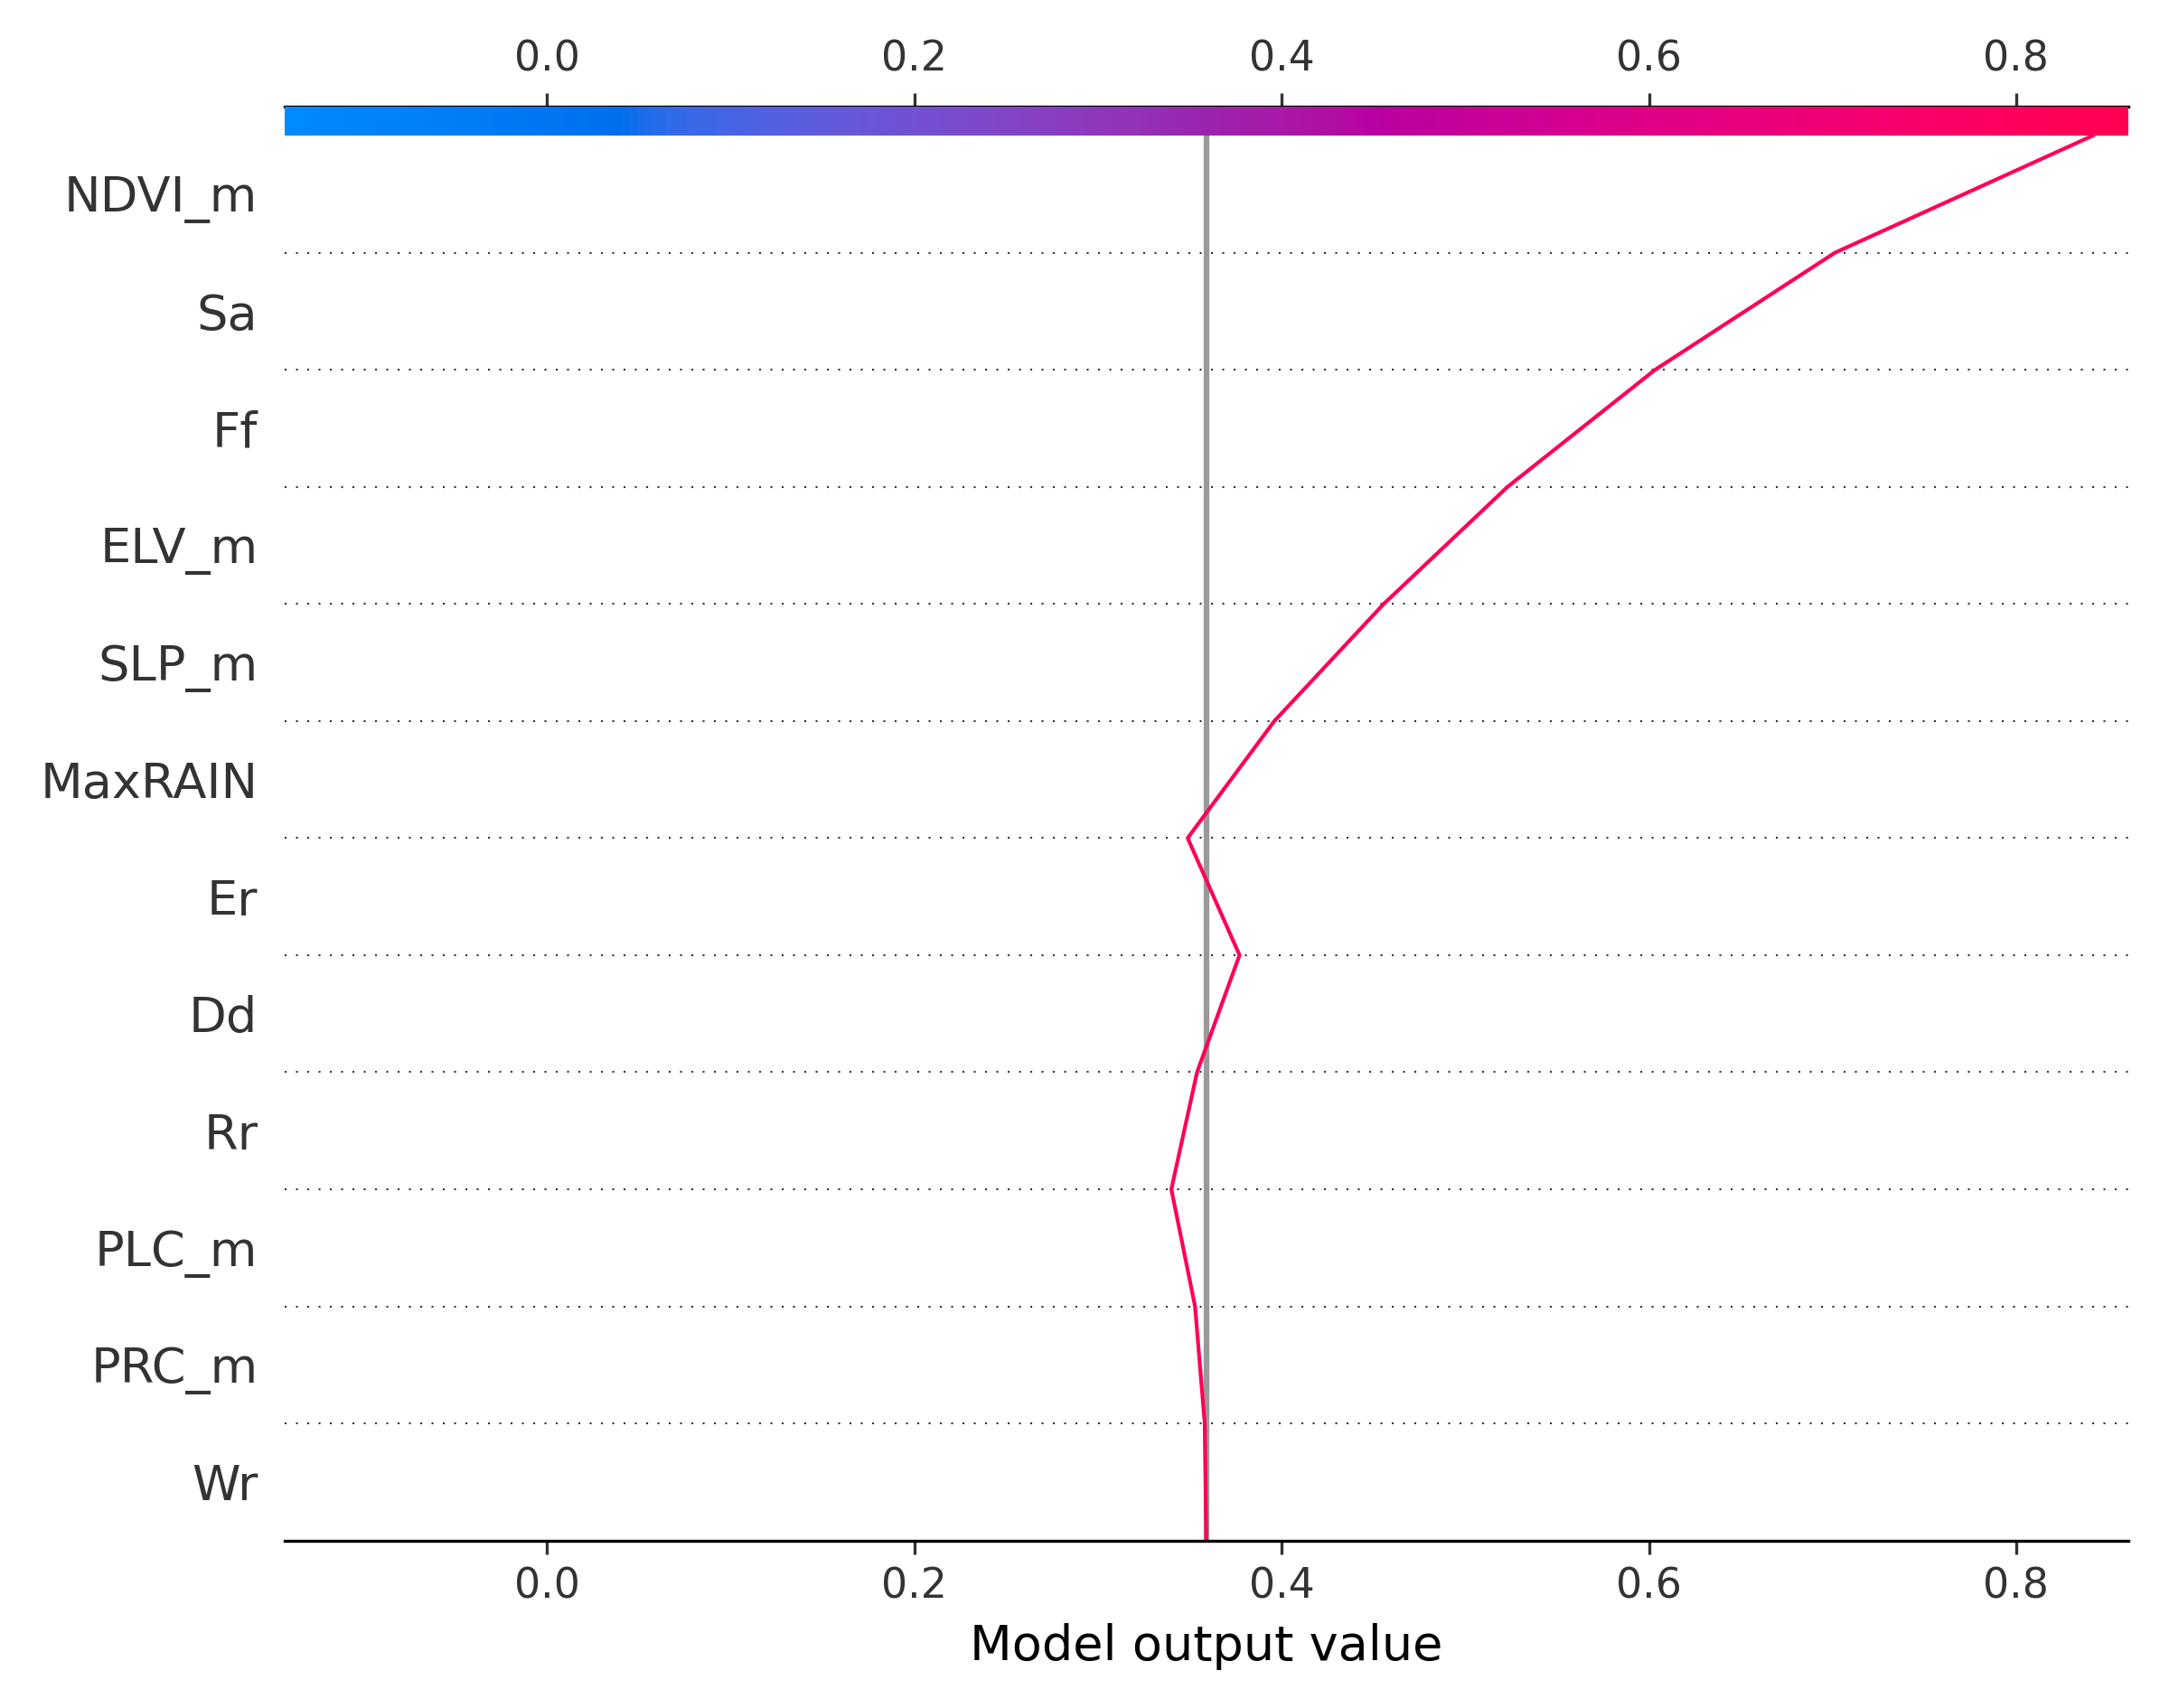 0.0 0.2 0.4 0.6 0.8
NDVI_m
Sa
Ff
ELV_m
SLP_m
MaxRAIN
Er
Dd
Rr
PLC_m
PRC_m
Wr
0.0 0.2 0.4 0.6 0.8
Model output value